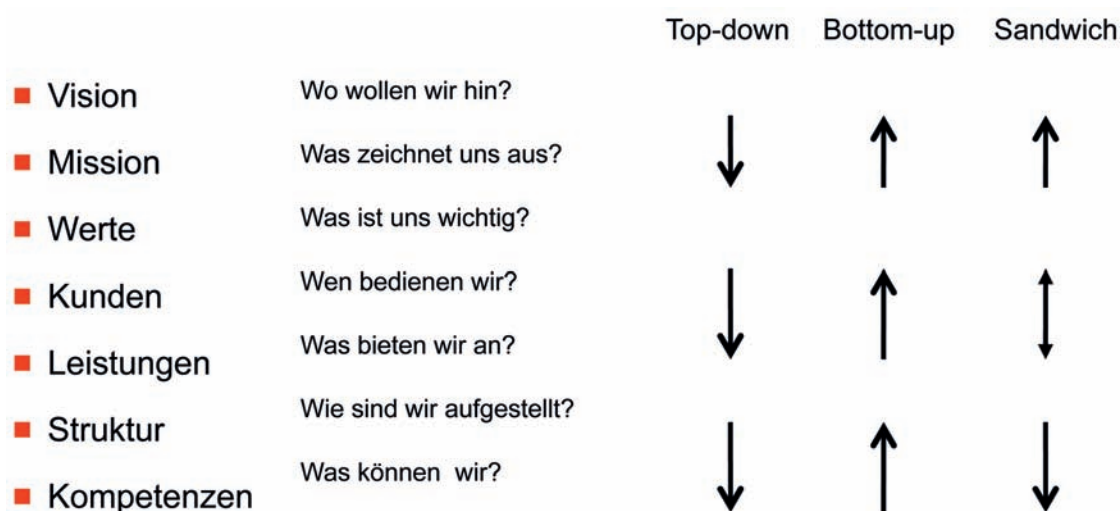 Top-down Bottom-up Sandwich
Vision Wo wollen wir hin?
Mission Was zeichnet uns aus?
Werte Was ist uns wichtig?
Kunden Wen bedienen wir?
Leistungen Was bieten wir an?
Struktur Wie sind wir aufgestellt?
Kompetenzen Was können wir?